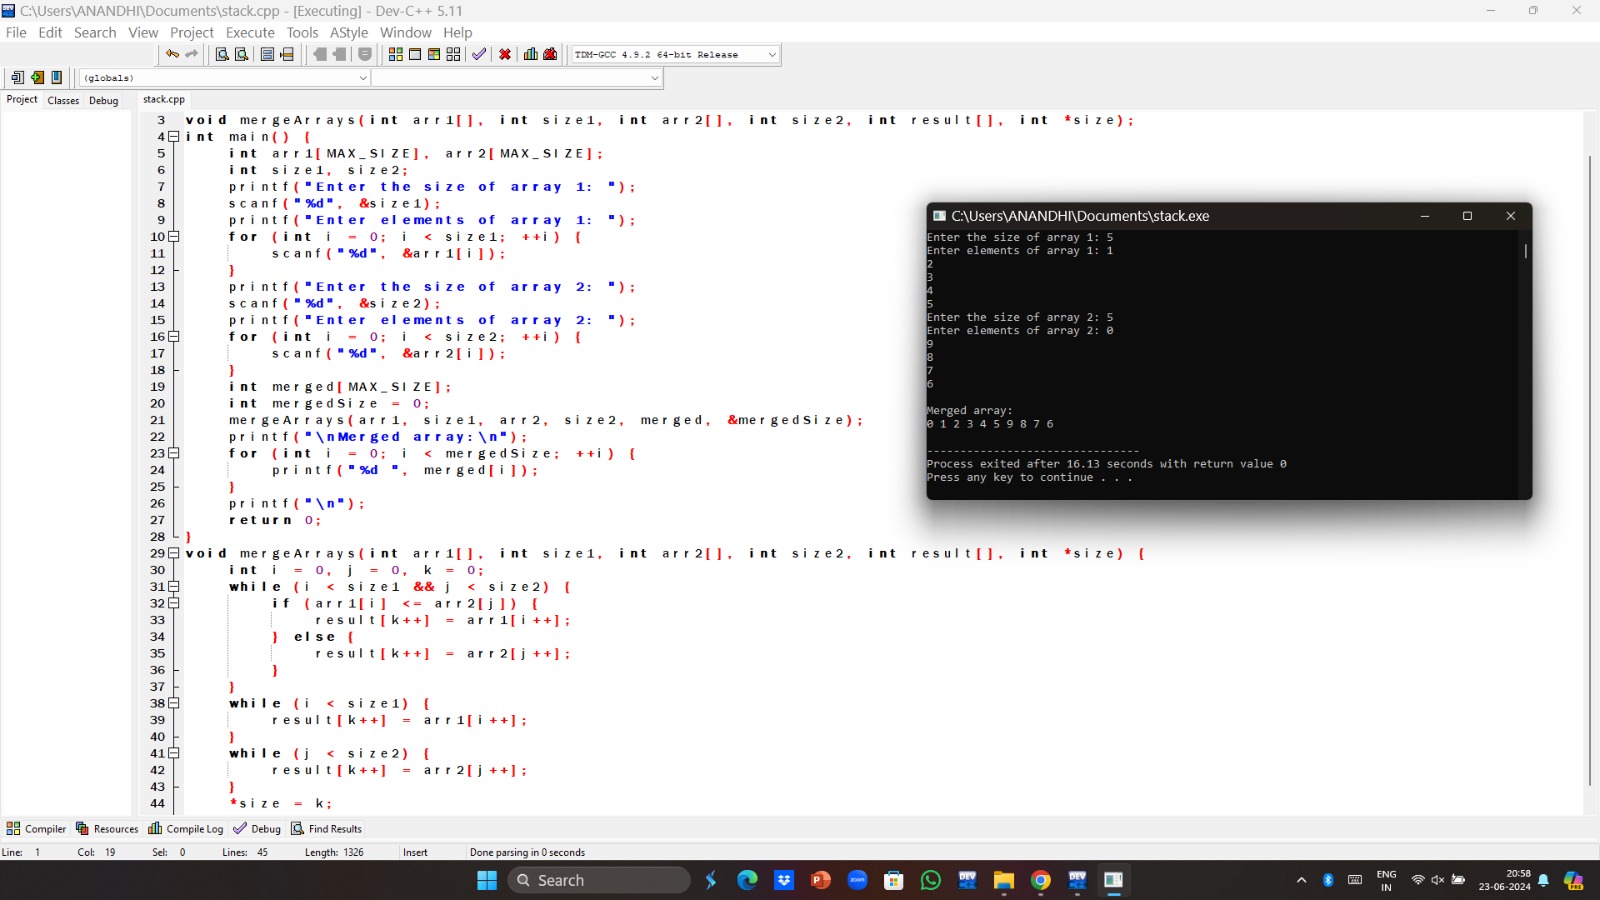 C:\Users\ANANDHI\Documents\stack.cpp - [Executing] - Dev-C++ 5.11
File Edit Search View Project Execute Tools AStyle Window Help
TDM-GCC 4.9.2 64-bit Release
(globals)
Project Classes Debug stack.cpp
3 void mergeArrays(int arr1[], int size1, int arr2[], int size2, int result[], int *size);
4 int main() {
5 int arr1[MAX_SIZE], arr2[MAX_SIZE];
6 int size1, size2;
7 printf("Enter the size of array 1: ");
8 scanf("%d", &size1);
9 printf("Enter elements of array 1: ");
10 for (int i = 0; i < size1; ++i) {
11 scanf("%d", &arr1[i]);
12 }
13 printf("Enter the size of array 2: ");
14 scanf("%d", &size2);
15 printf("Enter elements of array 2: ");
16 for (int i = 0; i < size2; ++i) {
17 scanf("%d", &arr2[i]);
18 }
19 int merged[MAX_SIZE];
20 int mergedSize = 0;
21 mergeArrays(arr1, size1, arr2, size2, merged, &mergedSize);
22 printf("\nMerged array:\n");
23 for (int i = 0; i < mergedSize; ++i) {
24 printf("%d ", merged[i]);
25 }
26 printf("\n");
27 return 0;
28 }
29 void mergeArrays(int arr1[], int size1, int arr2[], int size2, int result[], int *size) {
30 int i = 0, j = 0, k = 0;
31 while (i < size1 && j < size2) {
32 if (arr1[i] <= arr2[j]) {
33 result[k++] = arr1[i++];
34 } else {
35 result[k++] = arr2[j++];
36 }
37 }
38 while (i < size1) {
39 result[k++] = arr1[i++];
40 }
41 while (j < size2) {
42 result[k++] = arr2[j++];
43 }
44 *size = k;
C:\Users\ANANDHI\Documents\stack.exe
Enter the size of array 1: 5
Enter elements of array 1: 1
2
3
4
5
Enter the size of array 2: 5
Enter elements of array 2: 0
9
8
7
6
Merged array:
0 1 2 3 4 5 9 8 7 6
--------------------------------
Process exited after 16.13 seconds with return value 0
Press any key to continue . . .
Compiler Resources Compile Log Debug Find Results
Line: 1 Col: 19 Sel: 0 Lines: 45 Length: 1326 Insert Done parsing in 0 seconds
Search
zoom
DEV
DEV
ENG
IN
20:58
23-06-2024
PRE